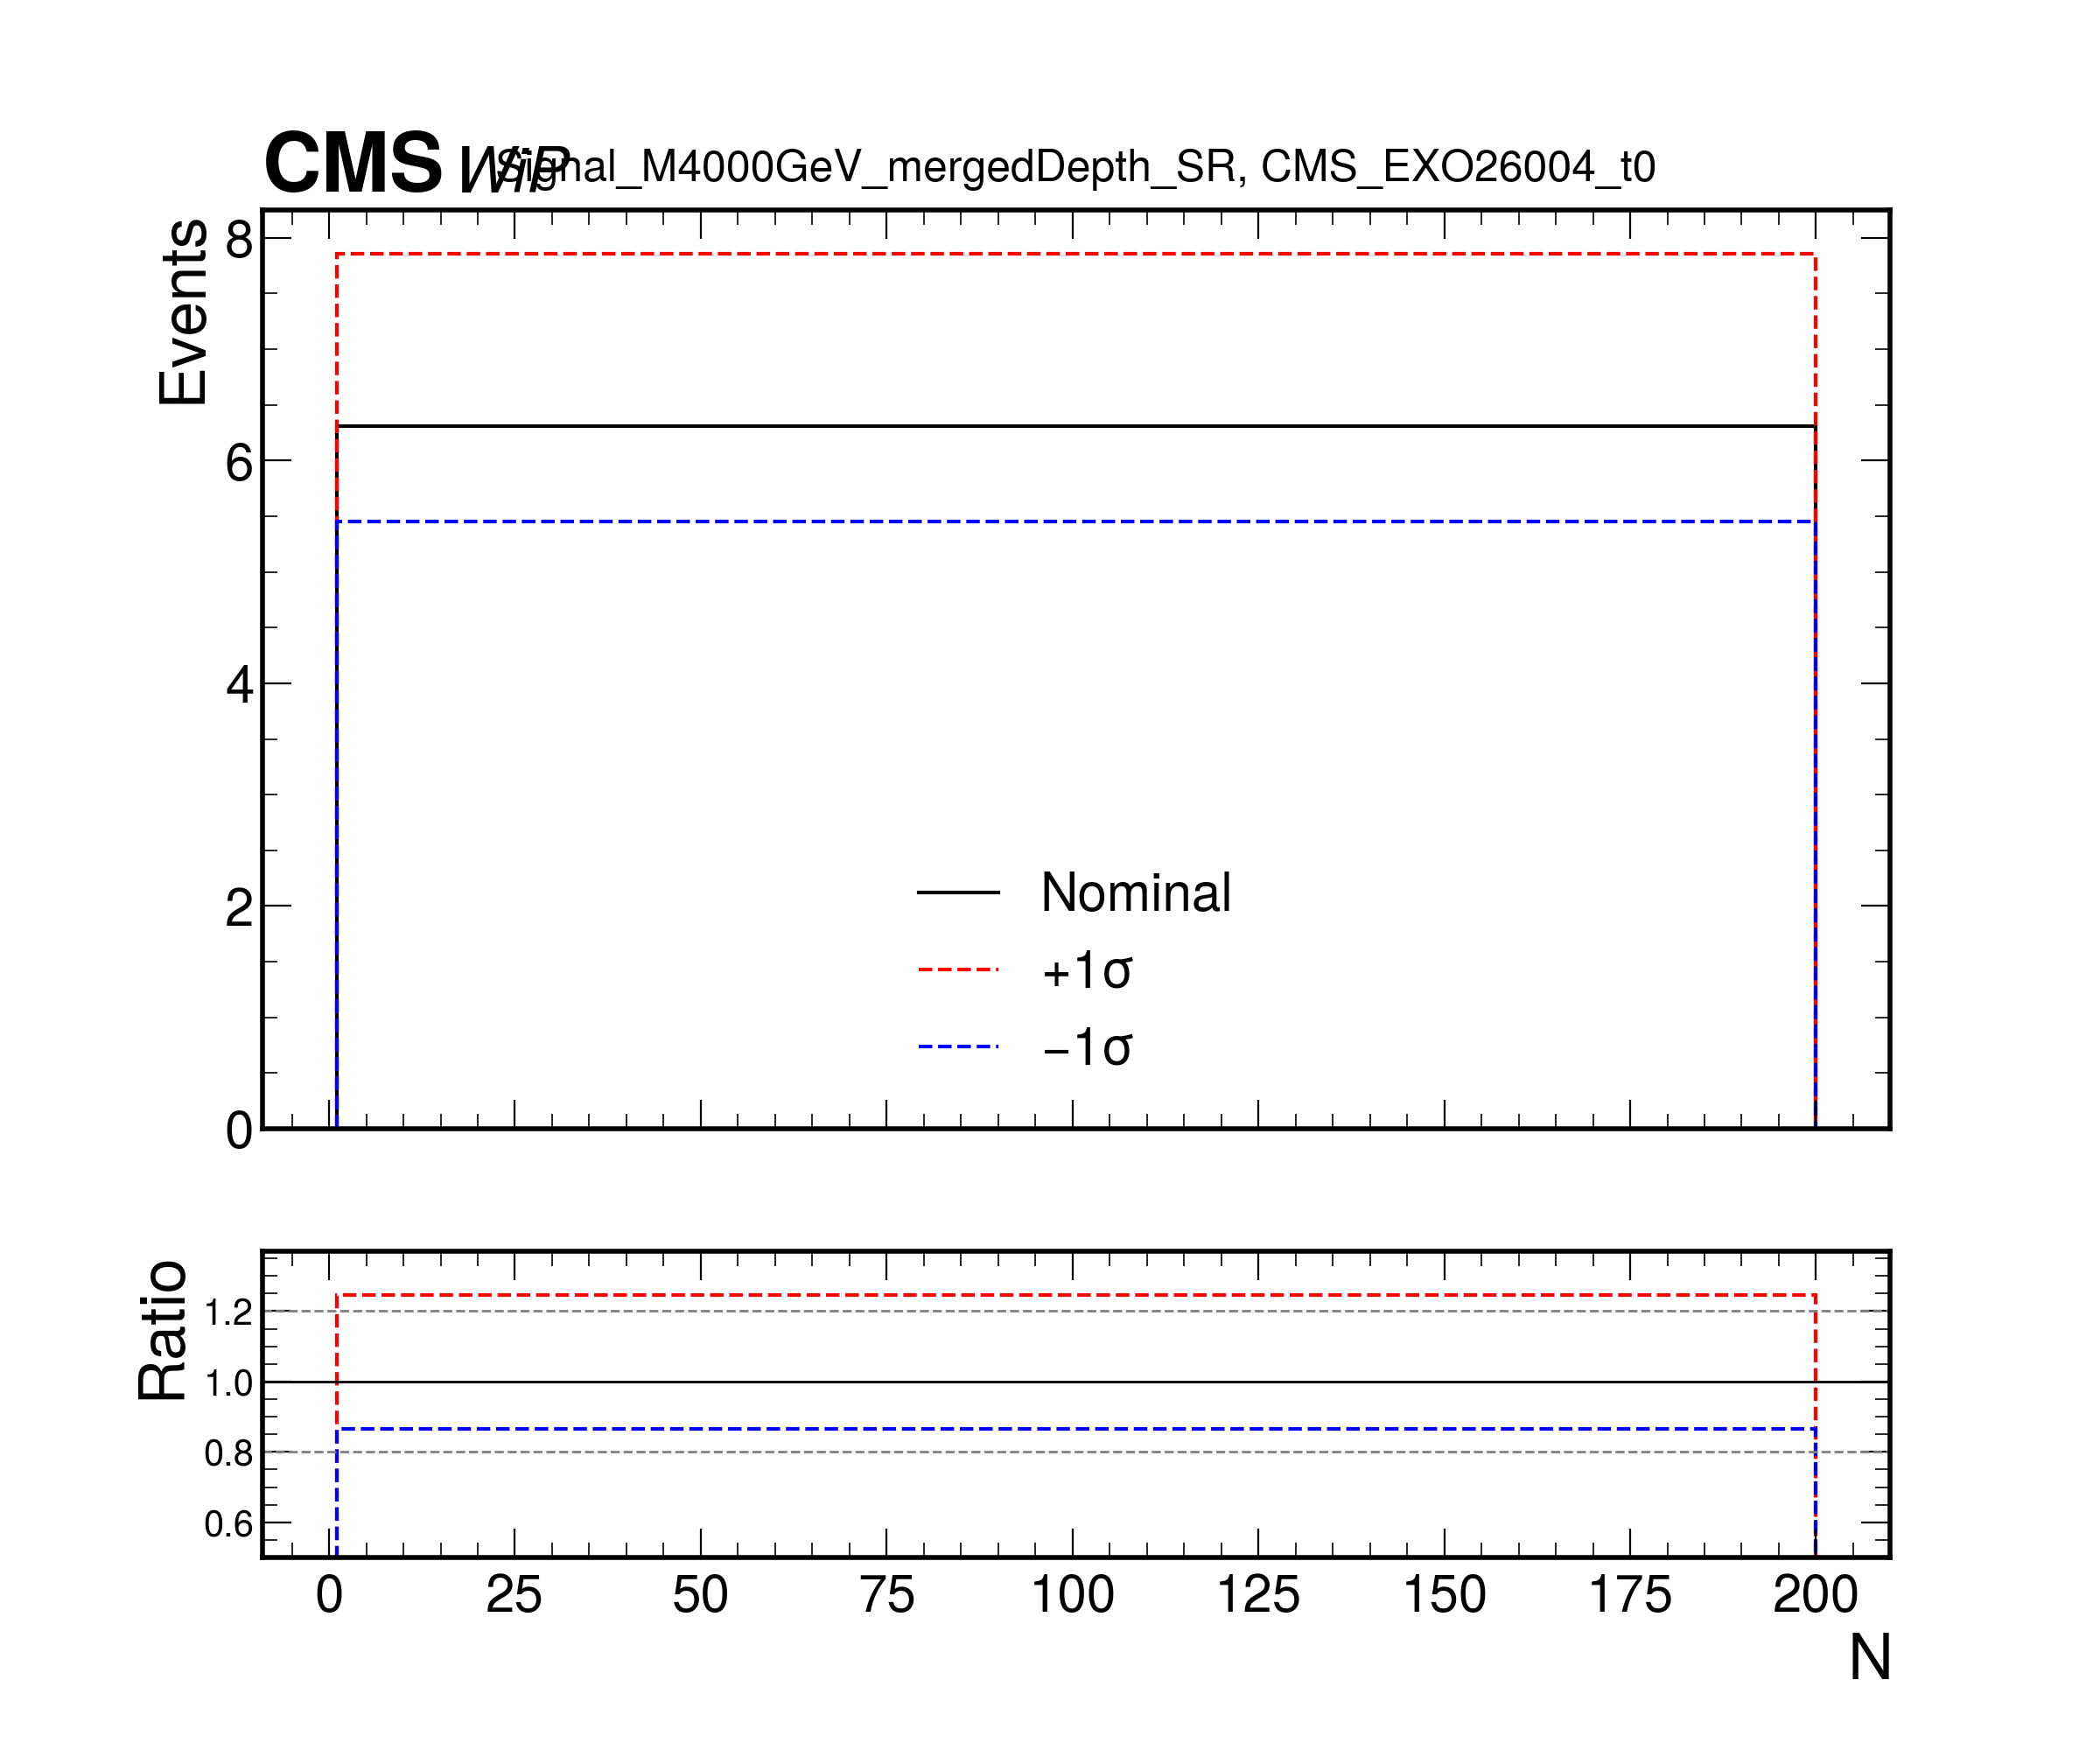 CMS WiP Signal_M4000GeV_mergedDepth_SR, CMS_EXO26004_t0
Events
8
6
4
2
0
Nominal
+1σ
−1σ
Ratio
1.2
1.0
0.8
0.6
0 25 50 75 100 125 150 175 200
N